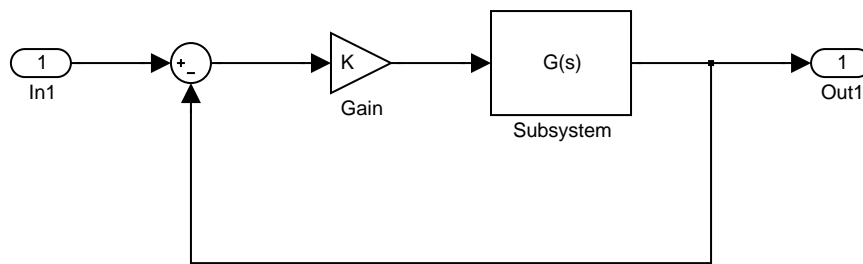 1
In1
+
−
K
Gain
G(s)
Subsystem
1
Out1